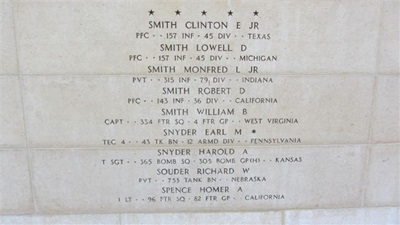 ★ ★ ★ ★ ★
SMITH CLINTON E JR
PFC · · 157 INF · 45 DIV · · TEXAS
SMITH LOWELL D
PFC · · 157 INF · 45 DIV · · MICHIGAN
SMITH MONFRED L JR
PVT · · 315 INF · 79 DIV · · INDIANA
SMITH ROBERT D
PFC · · 143 INF · 36 DIV · · CALIFORNIA
SMITH WILLIAM B
CAPT · · 334 FTR SQ · 4 FTR GP · · WEST VIRGINIA
SNYDER EARL M ★
TEC 4 · · 43 TK BN · 12 ARMD DIV · · PENNSYLVANIA
SNYDER HAROLD A
T SGT · · 365 BOMB SQ · 305 BOMB GP(H) · · KANSAS
SOUDER RICHARD W
PVT · · 753 TANK BN · · NEBRASKA
SPENCE HOMER A
1 LT · · 96 FTR SQ · 82 FTR GP · · CALIFORNIA